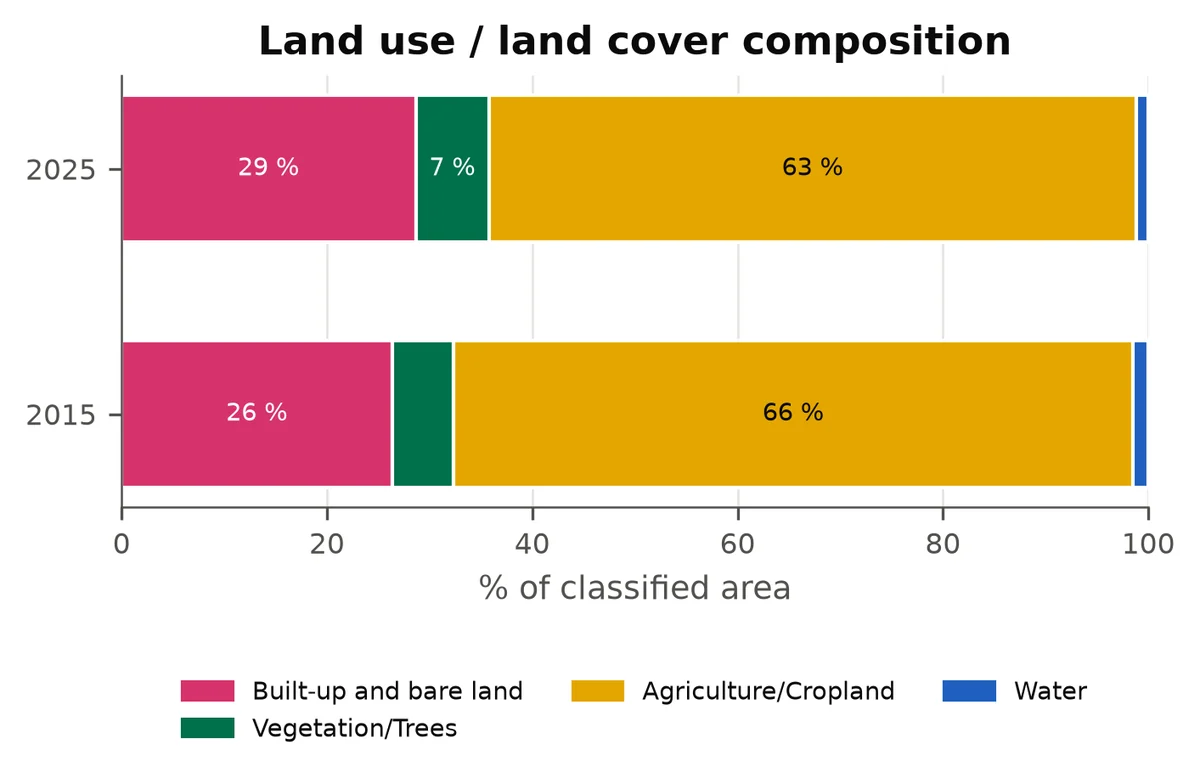 Land use / land cover composition
2025
29 %
7 %
63 %
2015
26 %
66 %
0 20 40 60 80 100
% of classified area
Built-up and bare land Agriculture/Cropland Water
Vegetation/Trees